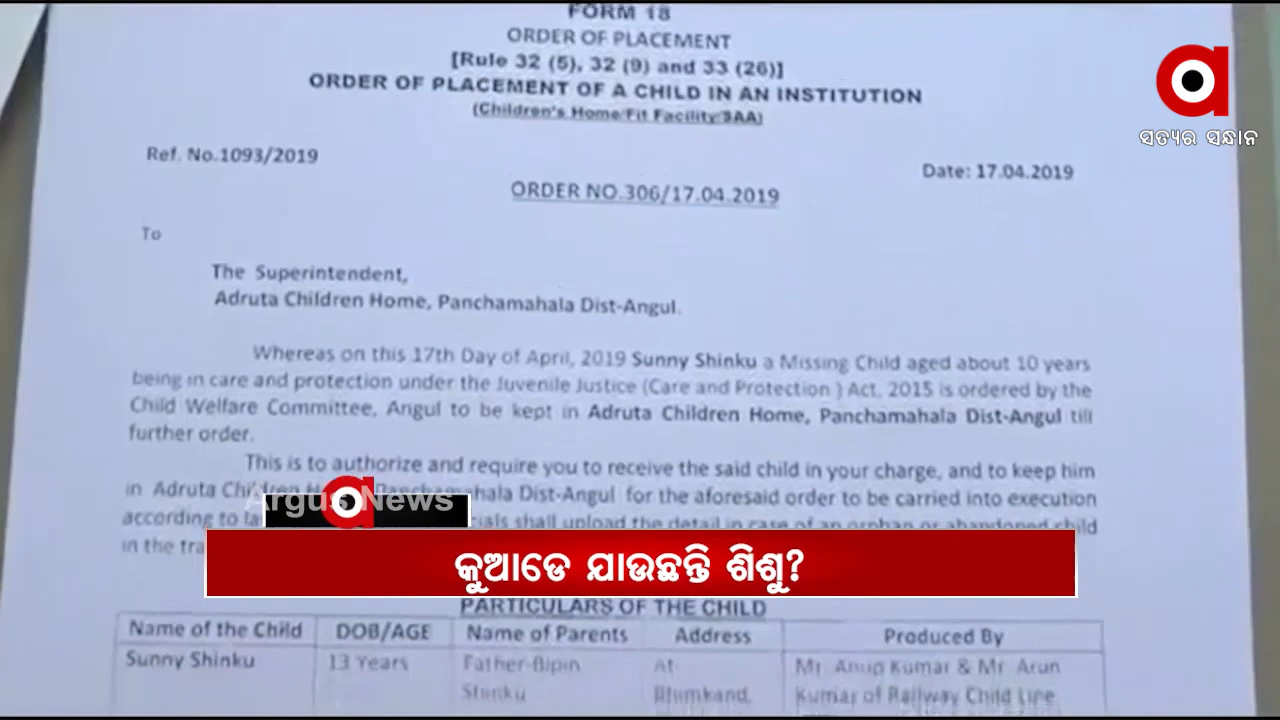 FORM 18
ORDER OF PLACEMENT
[Rule 32 (5), 32 (9) and 33 (26)]
ORDER OF PLACEMENT OF A CHILD IN AN INSTITUTION
(Children's Home/Fit Facility/SAA)
ସତ୍ୟର ସନ୍ଧାନ
Ref. No.1093/2019
Date: 17.04.2019
ORDER NO.306/17.04.2019
To
The Superintendent,
Adruta Children Home, Panchamahala Dist-Angul.
Whereas on this 17th Day of April, 2019 Sunny Shinku a Missing Child aged about 10 years
being in care and protection under the Juvenile Justice (Care and Protection ) Act, 2015 is ordered by the
Child Welfare Committee, Angul to be kept in Adruta Children Home, Panchamahala Dist-Angul till
further order.
This is to authorize and require you to receive the said child in your charge, and to keep him
in Adruta Children Home, Panchamahala Dist-Angul for the aforesaid order to be carried into execution
according to shall upload the detail in case of an orphan or abandoned child
in the
Argus News
କୁଆଡେ ଯାଉଛନ୍ତି ଶିଶୁ?
PARTICULARS OF THE CHILD
Name of the Child DOB/AGE Name of Parents Address Produced By
Sunny Shinku 13 Years Father-Bipin At- Mr. Anup Kumar & Mr. Arun
Shinku Bhimkand, Kumar of Railway Child Line